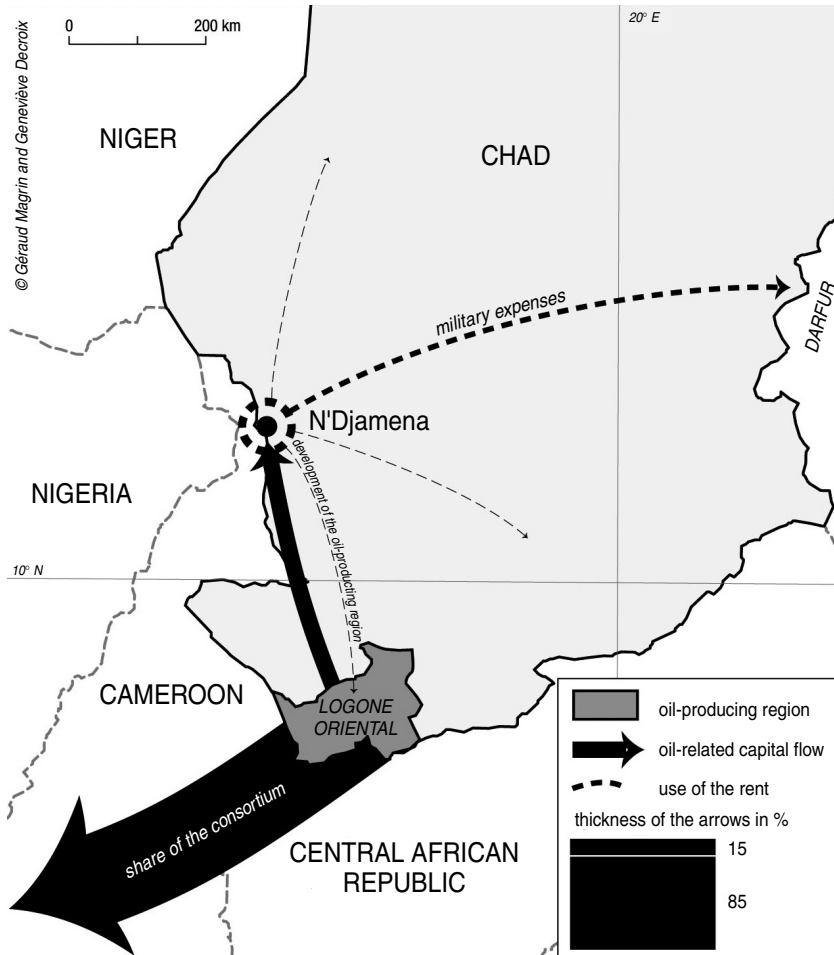 © Géraud Magrin and Geneviève Decroix
0
200 km
20° E
NIGER
CHAD
military expenses
DARFUR
N'Djamena
NIGERIA
development of the oil-producting region
10° N
CAMEROON
LOGONE
ORIENTAL
share of the consortium
CENTRAL AFRICAN
REPUBLIC
oil-producing region
oil-related capital flow
use of the rent
thickness of the arrows in %
15
85